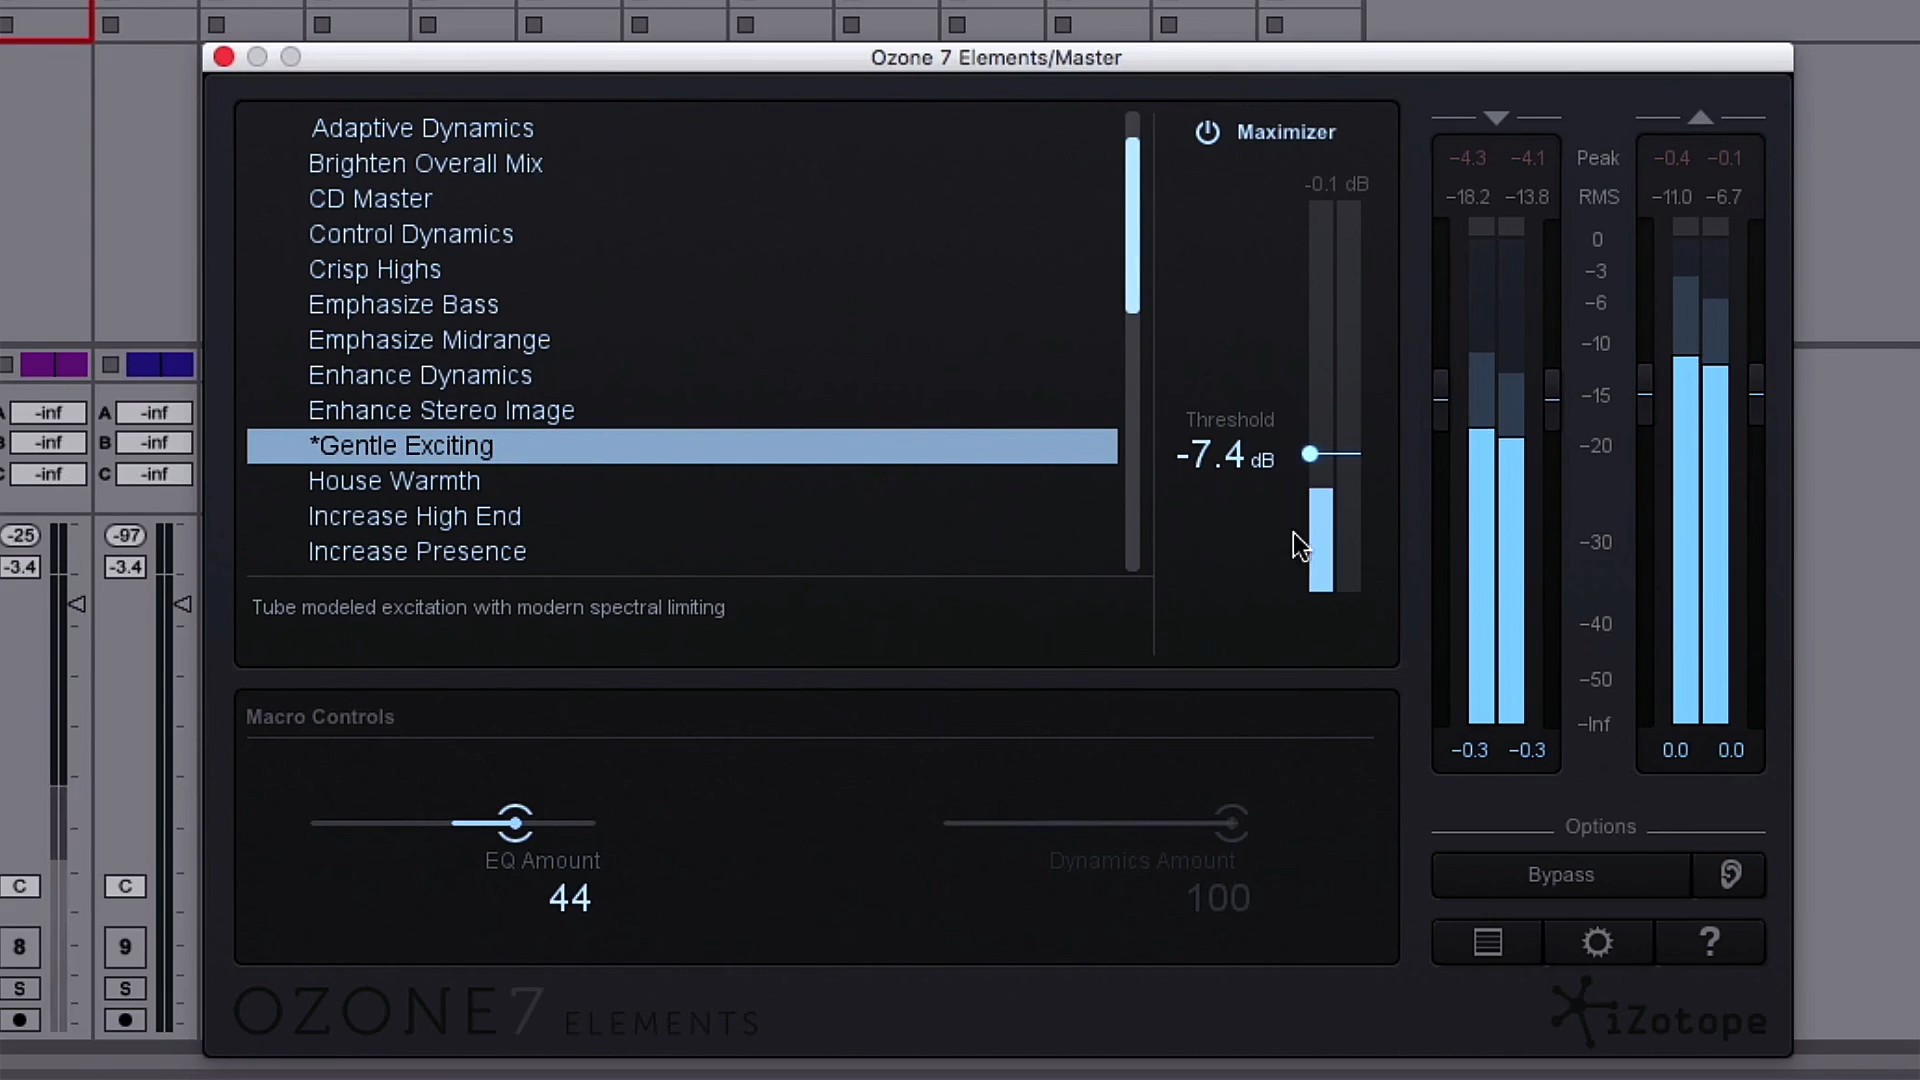 Ozone 7 Elements/Master
Adaptive Dynamics
Brighten Overall Mix
CD Master
Control Dynamics
Crisp Highs
Emphasize Bass
Emphasize Midrange
Enhance Dynamics
Enhance Stereo Image
*Gentle Exciting
House Warmth
Increase High End
Increase Presence
Tube modeled excitation with modern spectral limiting
Maximizer
-0.1 dB
Threshold
-7.4 dB
Macro Controls
EQ Amount
44
Dynamics Amount
100
-4.3 -4.1 Peak -0.4 -0.1
-18.2 -13.8 RMS -11.0 -6.7
0
-3
-6
-10
-15
-20
-30
-40
-50
-Inf
-0.3 -0.3 0.0 0.0
Options
Bypass
?
OZONE 7 ELEMENTS
iZotope
A -inf A -inf
B -inf B -inf
C -inf C -inf
-25 -97
-3.4 -3.4
C C
8 9
S S